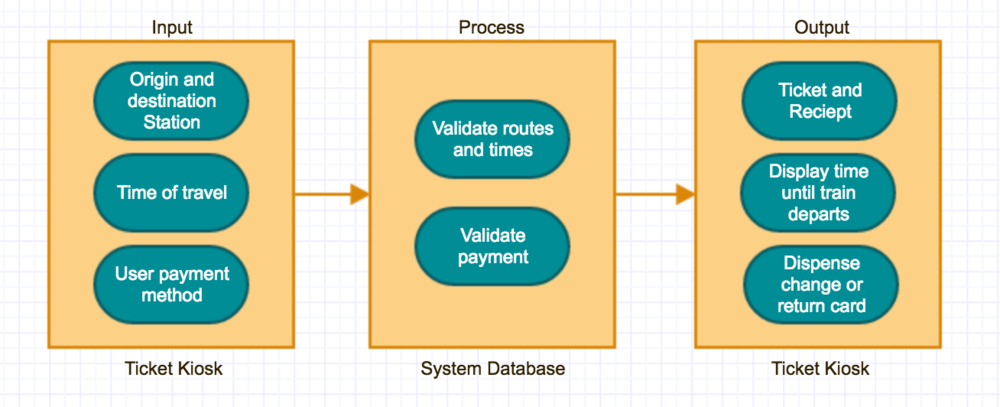 Input
Origin and
destination
Station
Time of travel
User payment
method
Ticket Kiosk
Process
Validate routes
and times
Validate
payment
System Database
Output
Ticket and
Reciept
Display time
until train
departs
Dispense
change or
return card
Ticket Kiosk